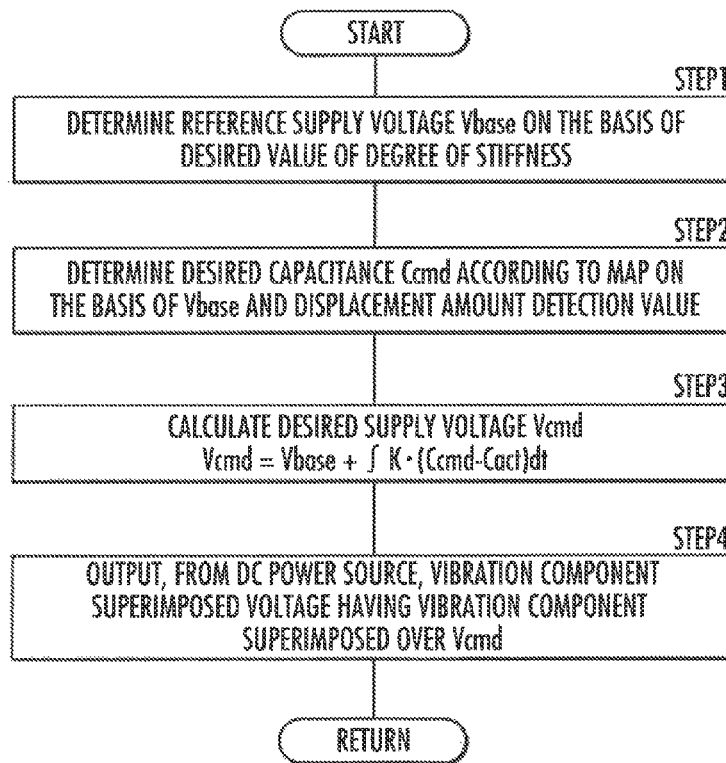 START
STEP1
DETERMINE REFERENCE SUPPLY VOLTAGE Vbase ON THE BASIS OF
DESIRED VALUE OF DEGREE OF STIFFNESS
STEP2
DETERMINE DESIRED CAPACITANCE Ccmd ACCORDING TO MAP ON
THE BASIS OF Vbase AND DISPLACEMENT AMOUNT DETECTION VALUE
STEP3
CALCULATE DESIRED SUPPLY VOLTAGE Vcmd
Vcmd = Vbase + ∫ K·(Ccmd-Cact)dt
STEP4
OUTPUT, FROM DC POWER SOURCE, VIBRATION COMPONENT
SUPERIMPOSED VOLTAGE HAVING VIBRATION COMPONENT
SUPERIMPOSED OVER Vcmd
RETURN